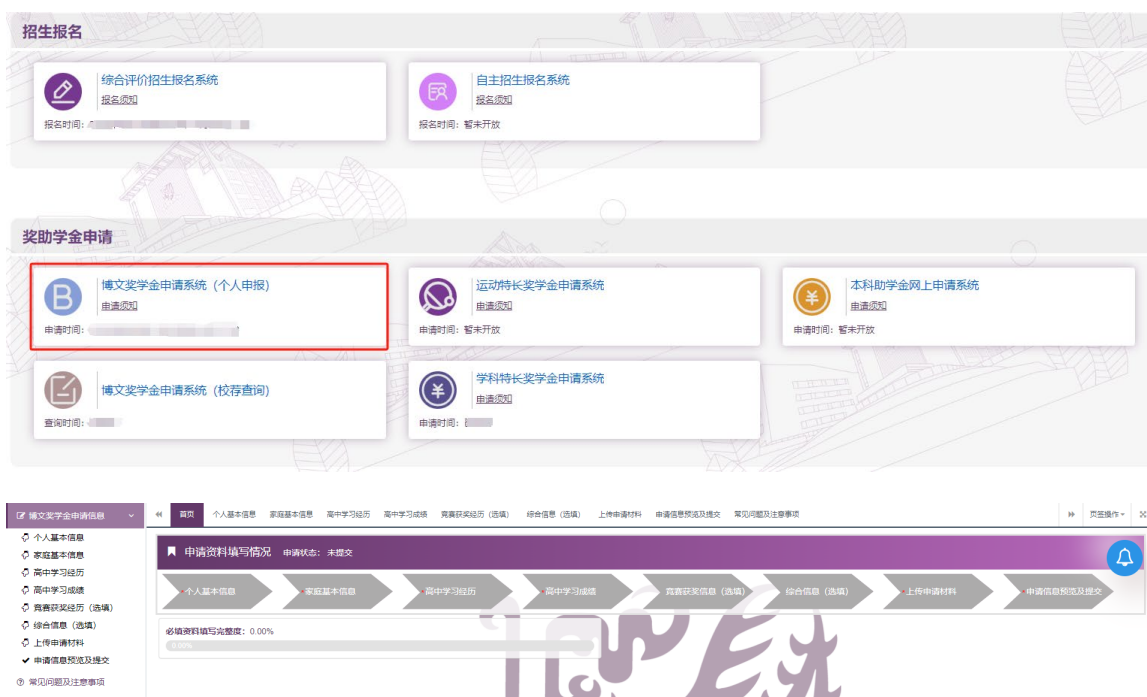 招生报名
综合评价招生报名系统
报名须知
报名时间：
自主招生报名系统
报名须知
报名时间：暂未开放
奖助学金申请
博文奖学金申请系统（个人申报）
申请须知
申请时间：
运动特长奖学金申请系统
申请须知
申请时间：暂未开放
本科助学金网上申请系统
申请须知
申请时间：暂未开放
博文奖学金申请系统（校荐查询）
查询时间：
学科特长奖学金申请系统
申请须知
申请时间：
博文奖学金申请信息
首页 个人基本信息 家庭基本信息 高中学习经历 高中学习成绩 竞赛获奖经历（选填） 综合信息（选填） 上传申请材料 申请信息预览及提交 常见问题及注意事项 页签操作
个人基本信息
家庭基本信息
高中学习经历
高中学习成绩
竞赛获奖经历（选填）
综合信息（选填）
上传申请材料
申请信息预览及提交
常见问题及注意事项
申请资料填写情况 申请状态：未提交
*个人基本信息 *家庭基本信息 *高中学习经历 *高中学习成绩 竞赛获奖信息（选填） 综合信息（选填） *上传申请材料 *申请信息预览及提交
必填资料填写完整度：0.00%
0.00%